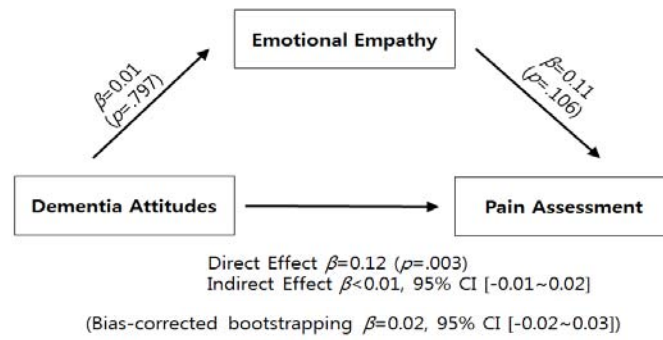 Emotional Empathy
β=0.01
(p=.797)
β=0.11
(p=.106)
Dementia Attitudes
Pain Assessment
Direct Effect β=0.12 (p=.003)
Indirect Effect β<0.01, 95% CI [-0.01~0.02]
(Bias-corrected bootstrapping β=0.02, 95% CI [-0.02~0.03])